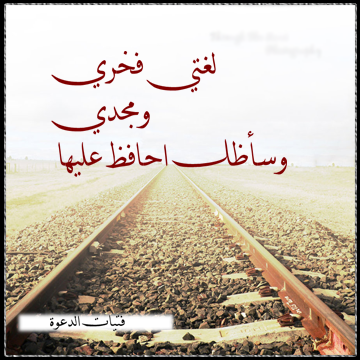 لغتي فخري
ومجدي
وسأظل احافظ عليها
فتيات الدعوة